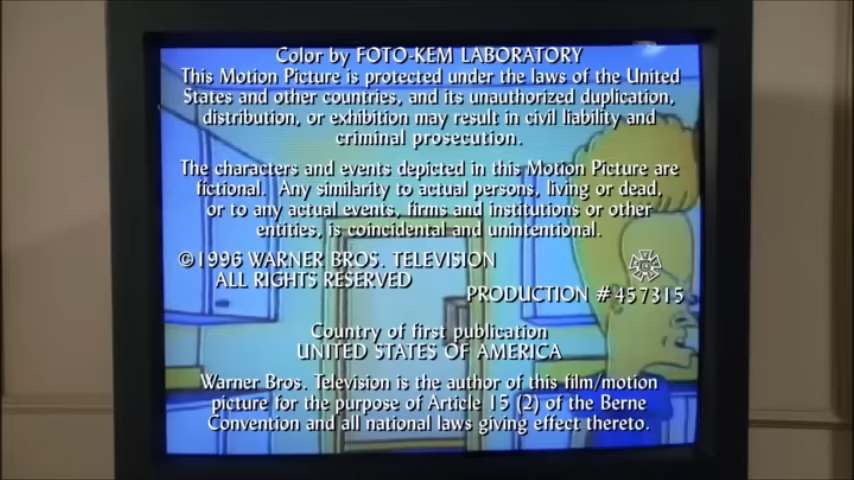 Color by FOTO-KEM LABORATORY
This Motion Picture is protected under the laws of the United
States and other countries, and its unauthorized duplication,
distribution, or exhibition may result in civil liability and
criminal prosecution.
The characters and events depicted in this Motion Picture are
fictional. Any similarity to actual persons, living or dead,
or to any actual events, firms and institutions or other
entities, is coincidental and unintentional.
©1996 WARNER BROS. TELEVISION
ALL RIGHTS RESERVED
PRODUCTION #457315
Country of first publication
UNITED STATES OF AMERICA
Warner Bros. Television is the author of this film/motion
picture for the purpose of Article 15 (2) of the Berne
Convention and all national laws giving effect thereto.